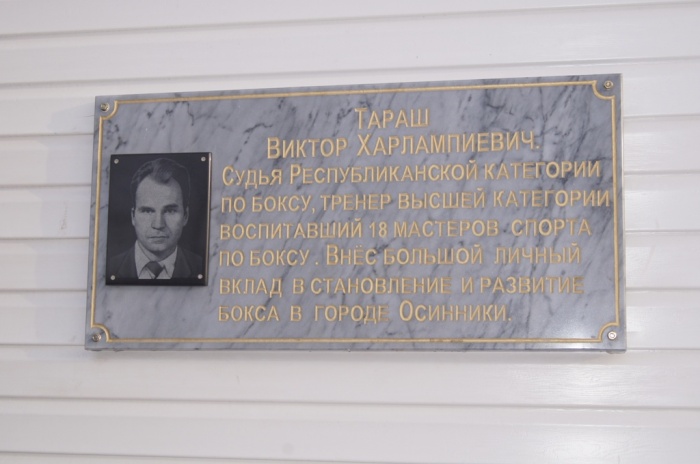 Тараш
Виктор Харлампиевич.
Судья Республиканской категории
по боксу, тренер высшей категории
воспитавший 18 мастеров спорта
по боксу. Внёс большой личный
вклад в становление и развитие
бокса в городе Осинники.